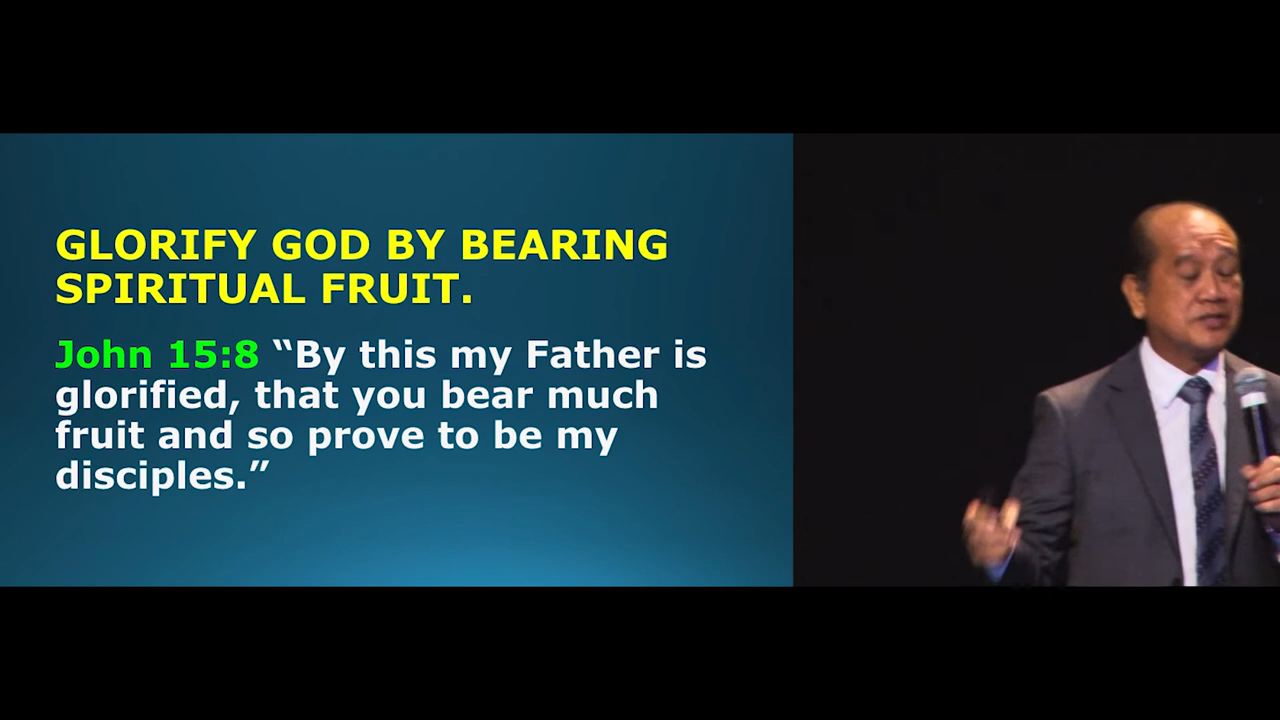 GLORIFY GOD BY BEARING
SPIRITUAL FRUIT.
John 15:8 “By this my Father is
glorified, that you bear much
fruit and so prove to be my
disciples.”